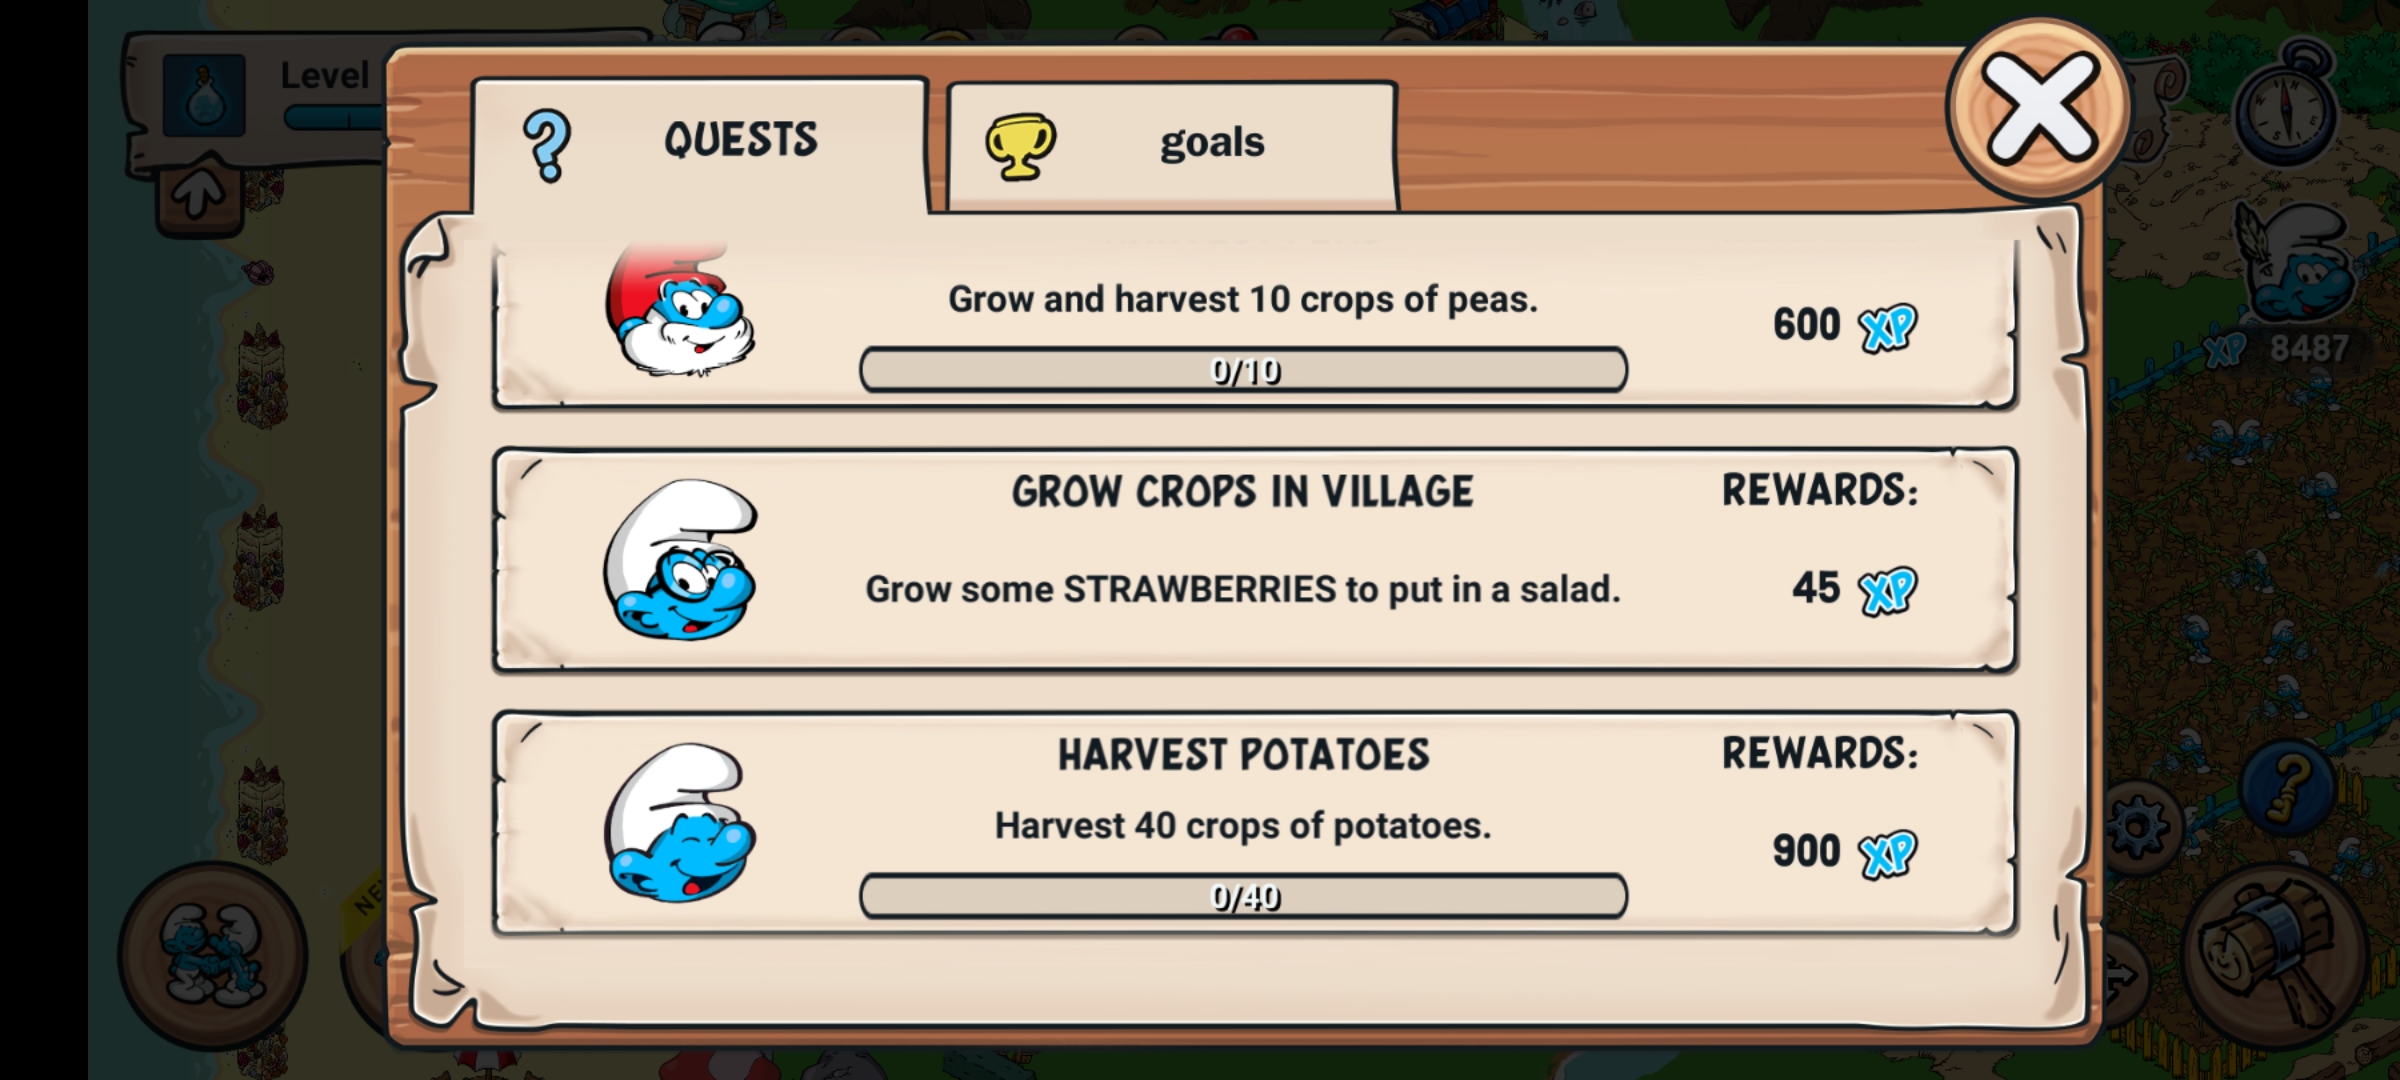 Level
QUESTS
goals
Grow and harvest 10 crops of peas.
600 XP
0/10
GROW CROPS IN VILLAGE
REWARDS:
Grow some STRAWBERRIES to put in a salad.
45 XP
HARVEST POTATOES
REWARDS:
Harvest 40 crops of potatoes.
900 XP
0/40
XP 8487